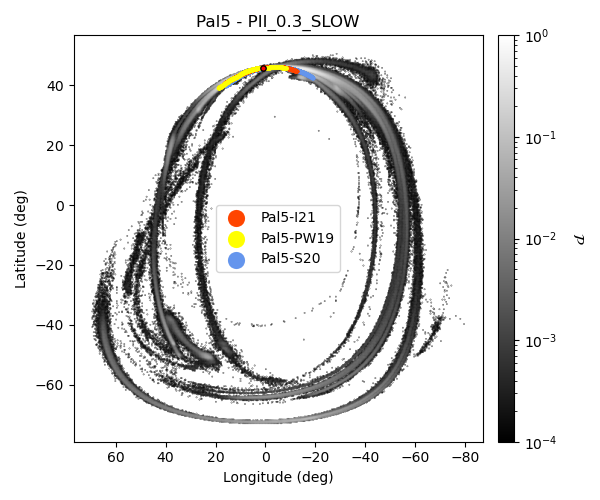 Pal5 - PII_0.3_SLOW
Latitude (deg)
40
20
0
−20
−40
−60
60
40
20
0
−20
−40
−60
−80
Longitude (deg)
Pal5-I21
Pal5-PW19
Pal5-S20
10⁰
10⁻¹
10⁻²
10⁻³
10⁻⁴
𝒫